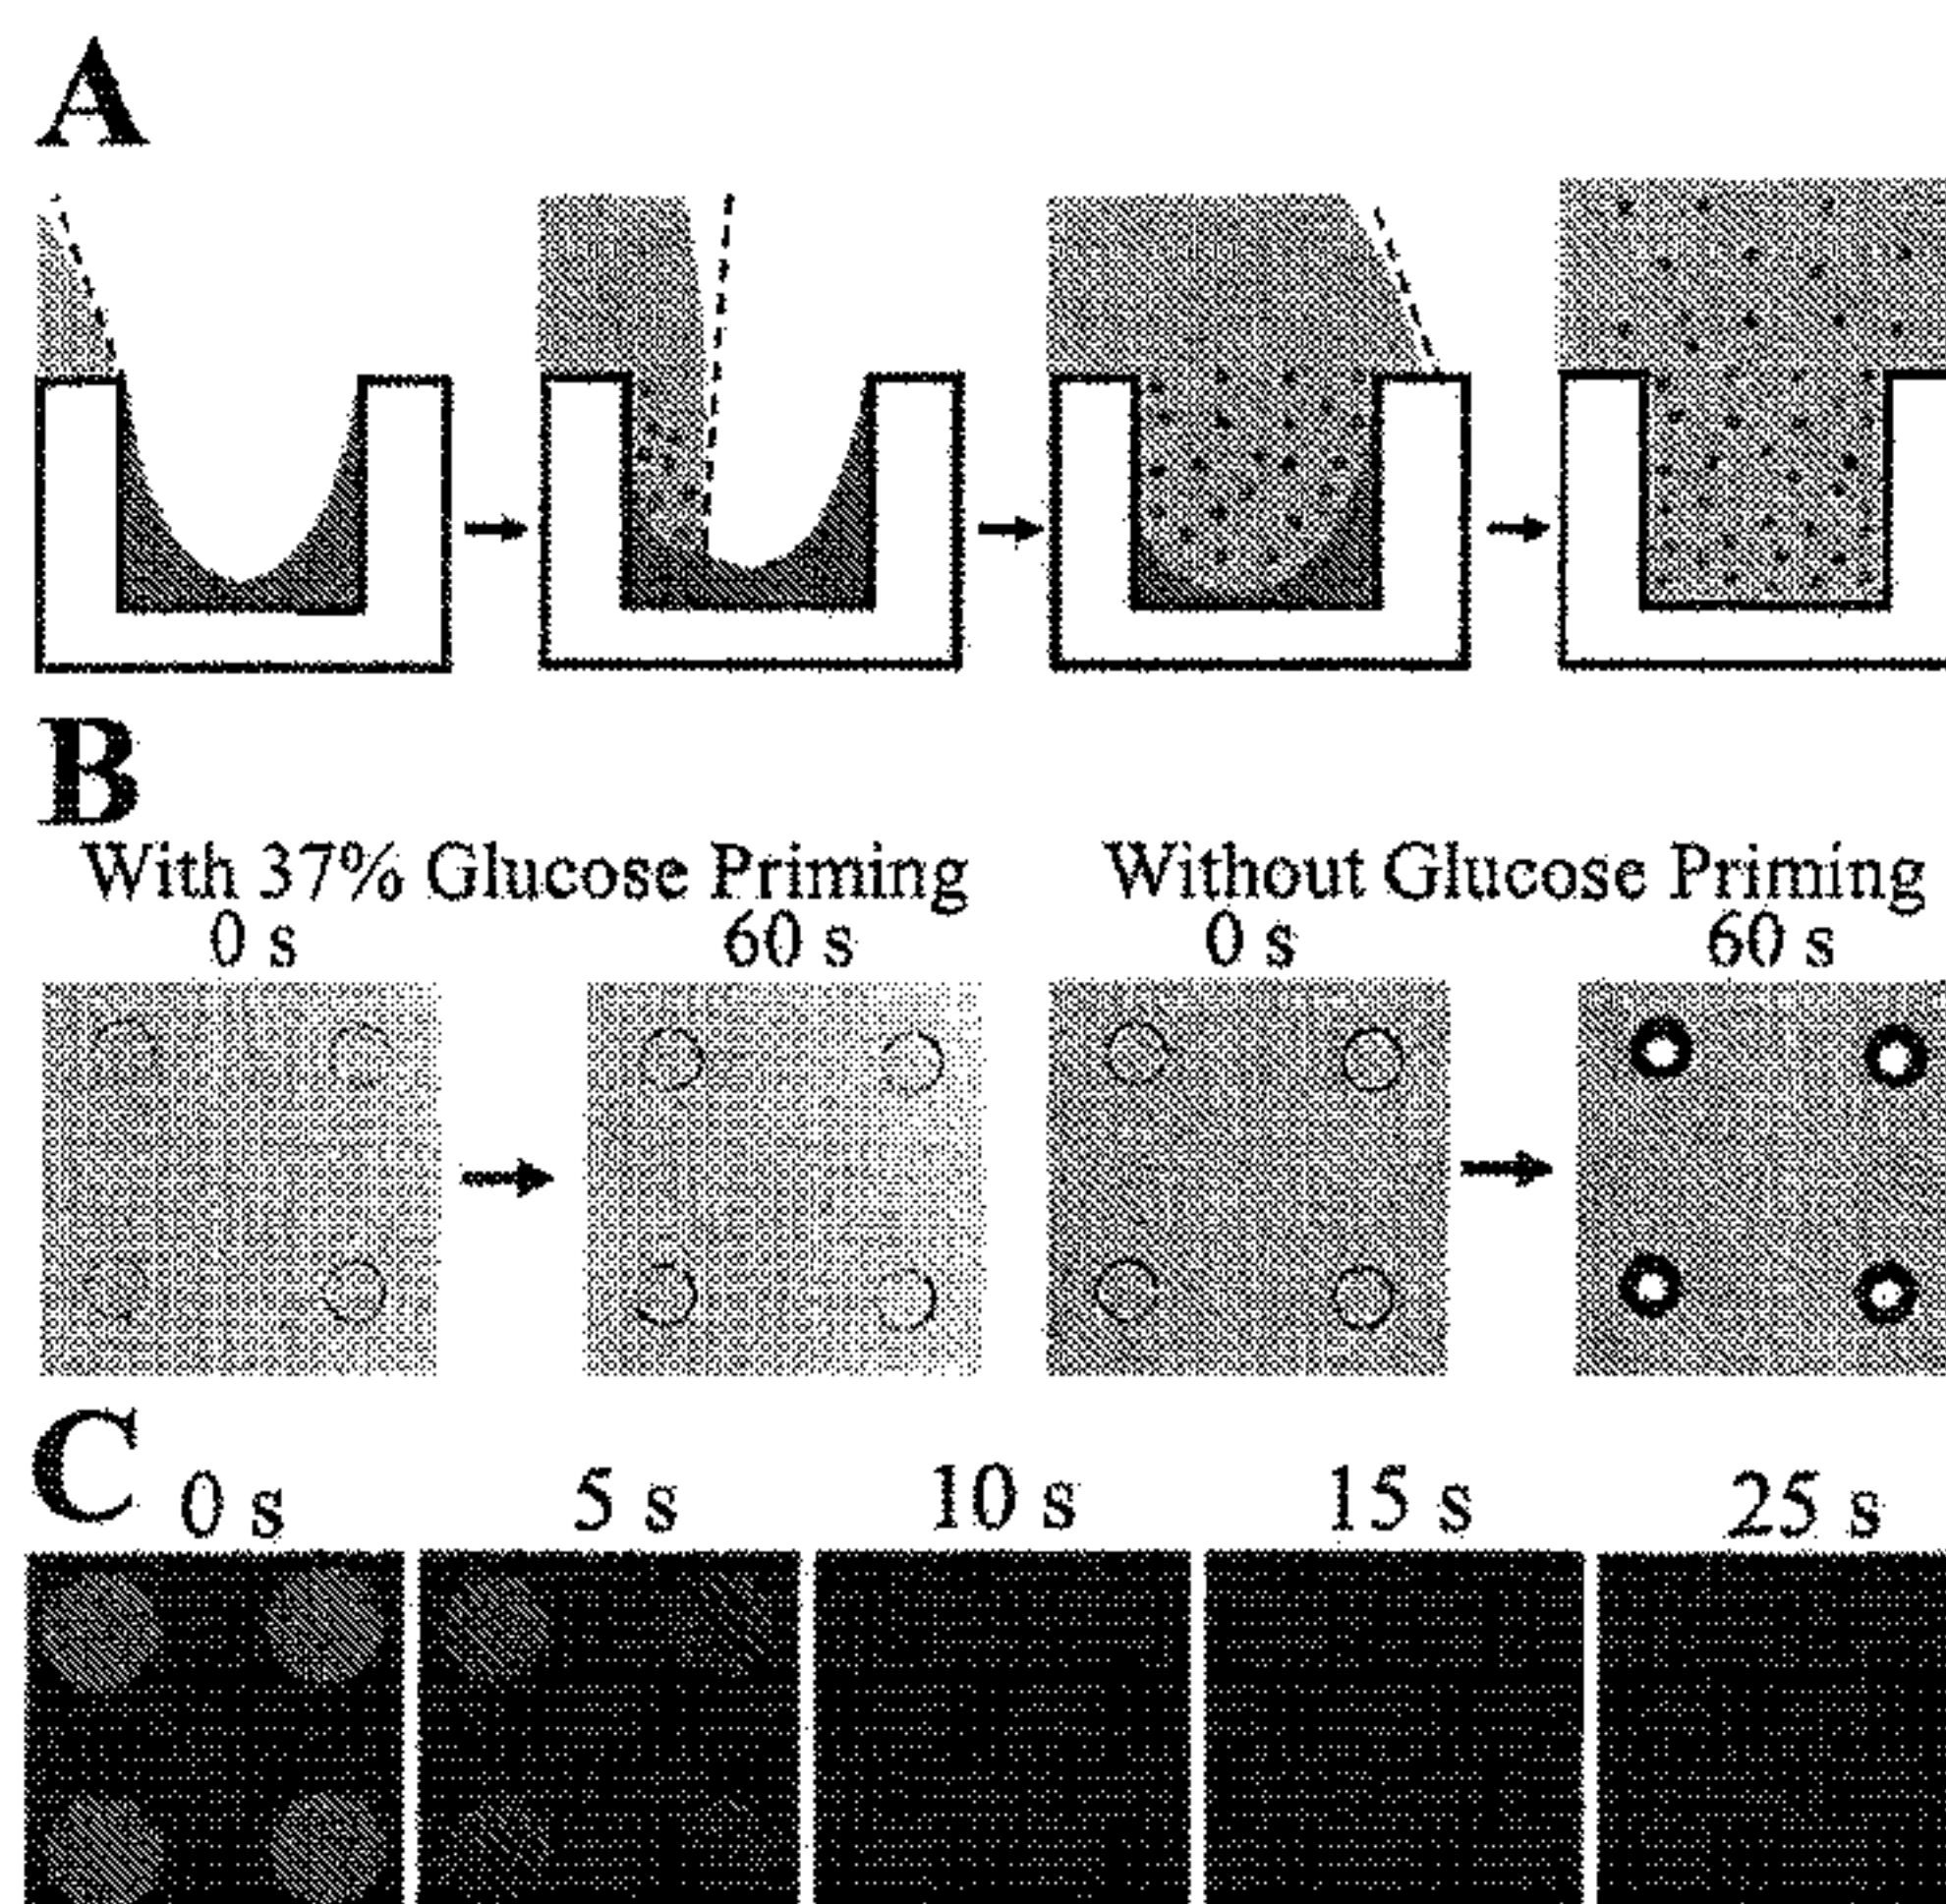 A
B
With 37% Glucose Priming Without Glucose Priming
0 s 60 s 0 s 60 s
C 0 s 5 s 10 s 15 s 25 s